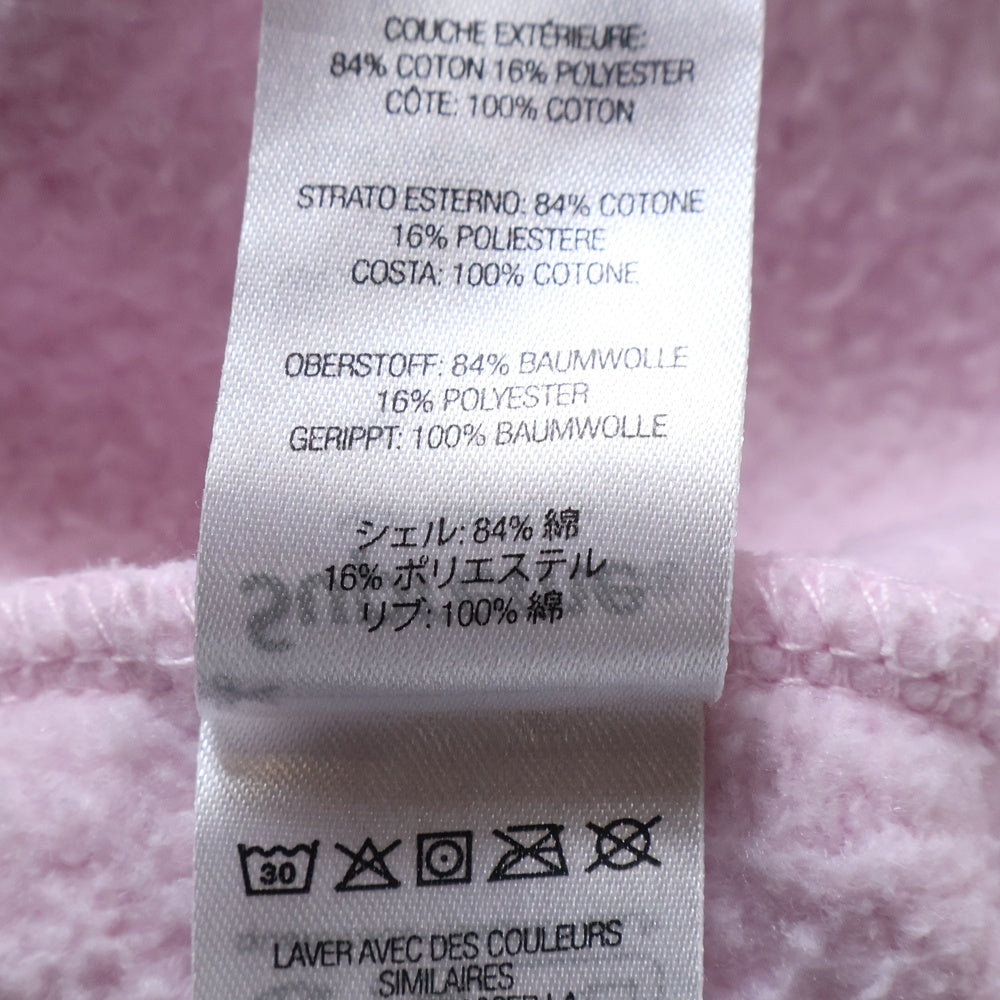 COUCHE EXTÉRIEURE:
84% COTON 16% POLYESTER
CÔTE: 100% COTON
STRATO ESTERNO: 84% COTONE
16% POLIESTERE
COSTA: 100% COTONE
OBERSTOFF: 84% BAUMWOLLE
16% POLYESTER
GERIPPT: 100% BAUMWOLLE
シェル: 84% 綿
16% ポリエステル
リブ: 100% 綿
30
LAVER AVEC DES COULEURS
SIMILAIRES